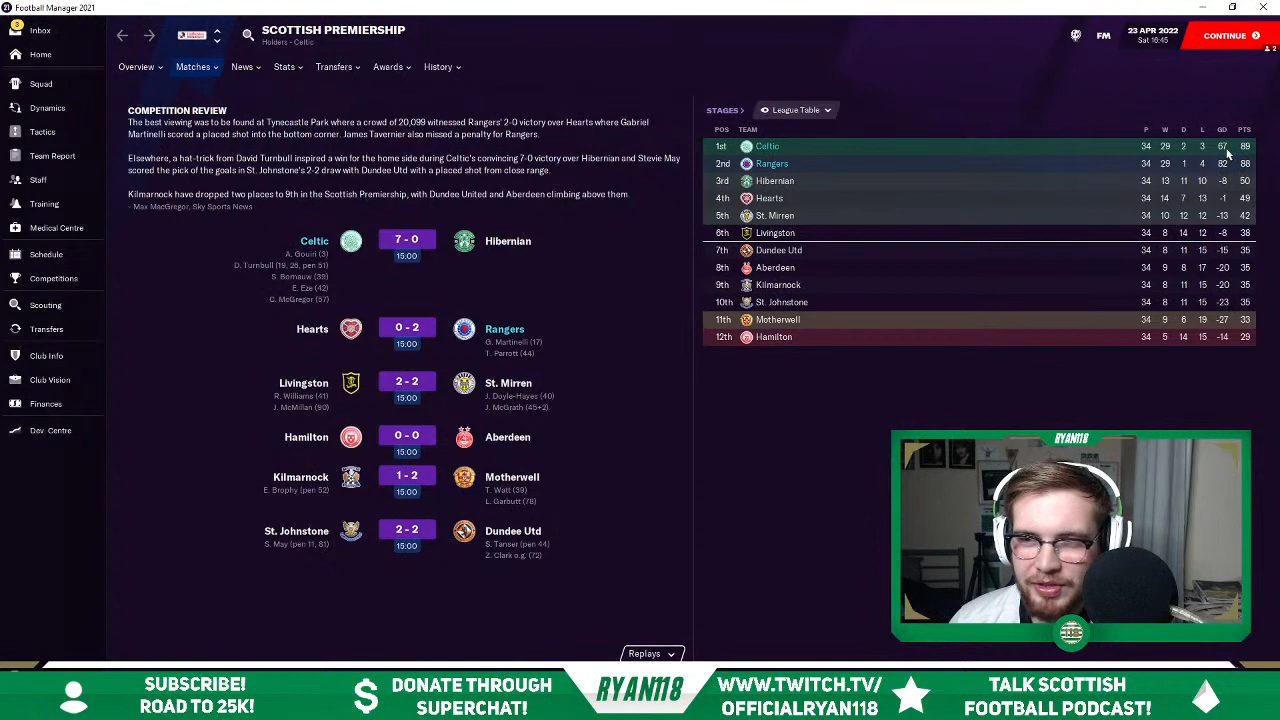 21 Football Manager 2021
3
Inbox
Home
Squad
Dynamics
Tactics
Team Report
Staff
Training
Medical Centre
Schedule
Competitions
Scouting
Transfers
Club Info
Club Vision
Finances
Dev. Centre
SCOTTISH PREMIERSHIP
Holders - Celtic
FM
23 APR 2022
Sat 16:45
CONTINUE
2
Overview Matches News Stats Transfers Awards History
COMPETITION REVIEW
The best viewing was to be found at Tynecastle Park where a crowd of 20,099 witnessed Rangers' 2-0 victory over Hearts where Gabriel
Martinelli scored a placed shot into the bottom corner. James Tavernier also missed a penalty for Rangers.
Elsewhere, a hat-trick from David Turnbull inspired a win for the home side during Celtic's convincing 7-0 victory over Hibernian and Stevie May
scored the pick of the goals in St. Johnstone's 2-2 draw with Dundee Utd with a placed shot from close range.
Kilmarnock have dropped two places to 9th in the Scottish Premiership, with Dundee United and Aberdeen climbing above them.
- Max MacGregor, Sky Sports News
Celtic 7 - 0 Hibernian
15:00
A. Gouiri (3)
D. Turnbull (19, 26, pen 51)
S. Bornauw (39)
E. Eze (42)
C. McGregor (57)
Hearts 0 - 2 Rangers
15:00
G. Martinelli (17)
T. Parrott (44)
Livingston 2 - 2 St. Mirren
15:00
R. Williams (41)
J. McMillan (90)
J. Doyle-Hayes (40)
J. McGrath (45+2)
Hamilton 0 - 0 Aberdeen
15:00
Kilmarnock 1 - 2 Motherwell
15:00
E. Brophy (pen 52)
T. Watt (39)
L. Garbutt (78)
St. Johnstone 2 - 2 Dundee Utd
15:00
S. May (pen 11, 81)
S. Tanser (pen 44)
Z. Clark o.g. (72)
Replays
STAGES League Table
POS TEAM P W D L GD PTS
1st Celtic 34 29 2 3 67 89
2nd Rangers 34 29 1 4 82 88
3rd Hibernian 34 13 11 10 -8 50
4th Hearts 34 14 7 13 -1 49
5th St. Mirren 34 10 12 12 -13 42
6th Livingston 34 8 14 12 -8 38
7th Dundee Utd 34 8 11 15 -15 35
8th Aberdeen 34 9 8 17 -20 35
9th Kilmarnock 34 8 11 15 -20 35
10th St. Johnstone 34 8 11 15 -23 35
11th Motherwell 34 9 6 19 -27 33
12th Hamilton 34 5 14 15 -14 29
RYAN118
118
SUBSCRIBE!
ROAD TO 25K!
DONATE THROUGH
SUPERCHAT!
RYAN118
WWW.TWITCH.TV/
OFFICIALRYAN118
TALK SCOTTISH
FOOTBALL PODCAST!